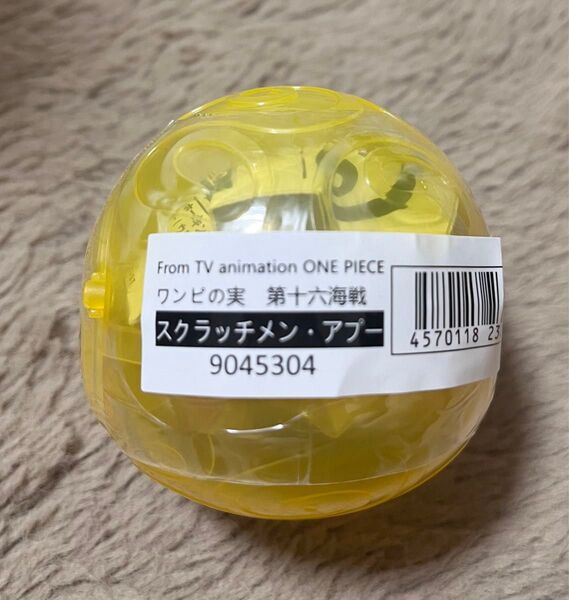 From TV animation ONE PIECE
ワンピの実 第十六海戦
スクラッチメン・アプー
9045304
4570118 23